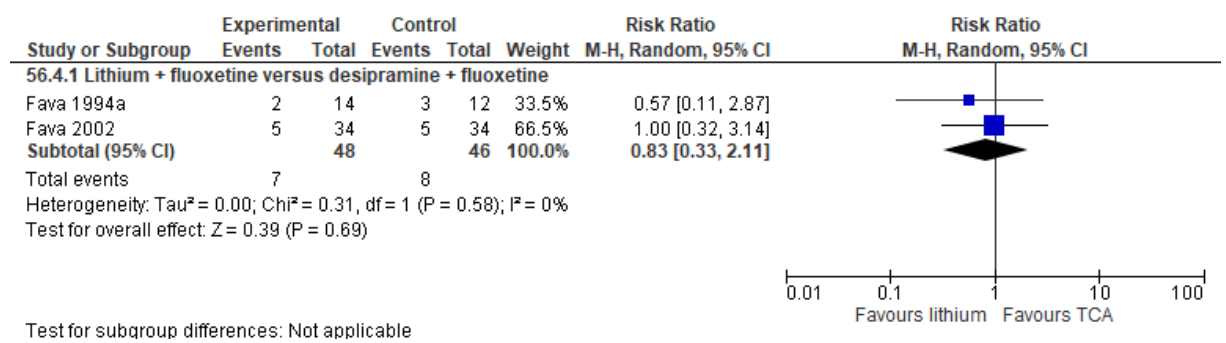 Experimental Control Risk Ratio Risk Ratio
Study or Subgroup Events Total Events Total Weight M-H, Random, 95% CI M-H, Random, 95% CI
56.4.1 Lithium + fluoxetine versus desipramine + fluoxetine
Fava 1994a 2 14 3 12 33.5% 0.57 [0.11, 2.87]
Fava 2002 5 34 5 34 66.5% 1.00 [0.32, 3.14]
Subtotal (95% CI) 48 46 100.0% 0.83 [0.33, 2.11]
Total events 7 8
Heterogeneity: Tau² = 0.00; Chi² = 0.31, df = 1 (P = 0.58); I² = 0%
Test for overall effect: Z = 0.39 (P = 0.69)
0.01 0.1 1 10 100
Favours lithium Favours TCA
Test for subgroup differences: Not applicable